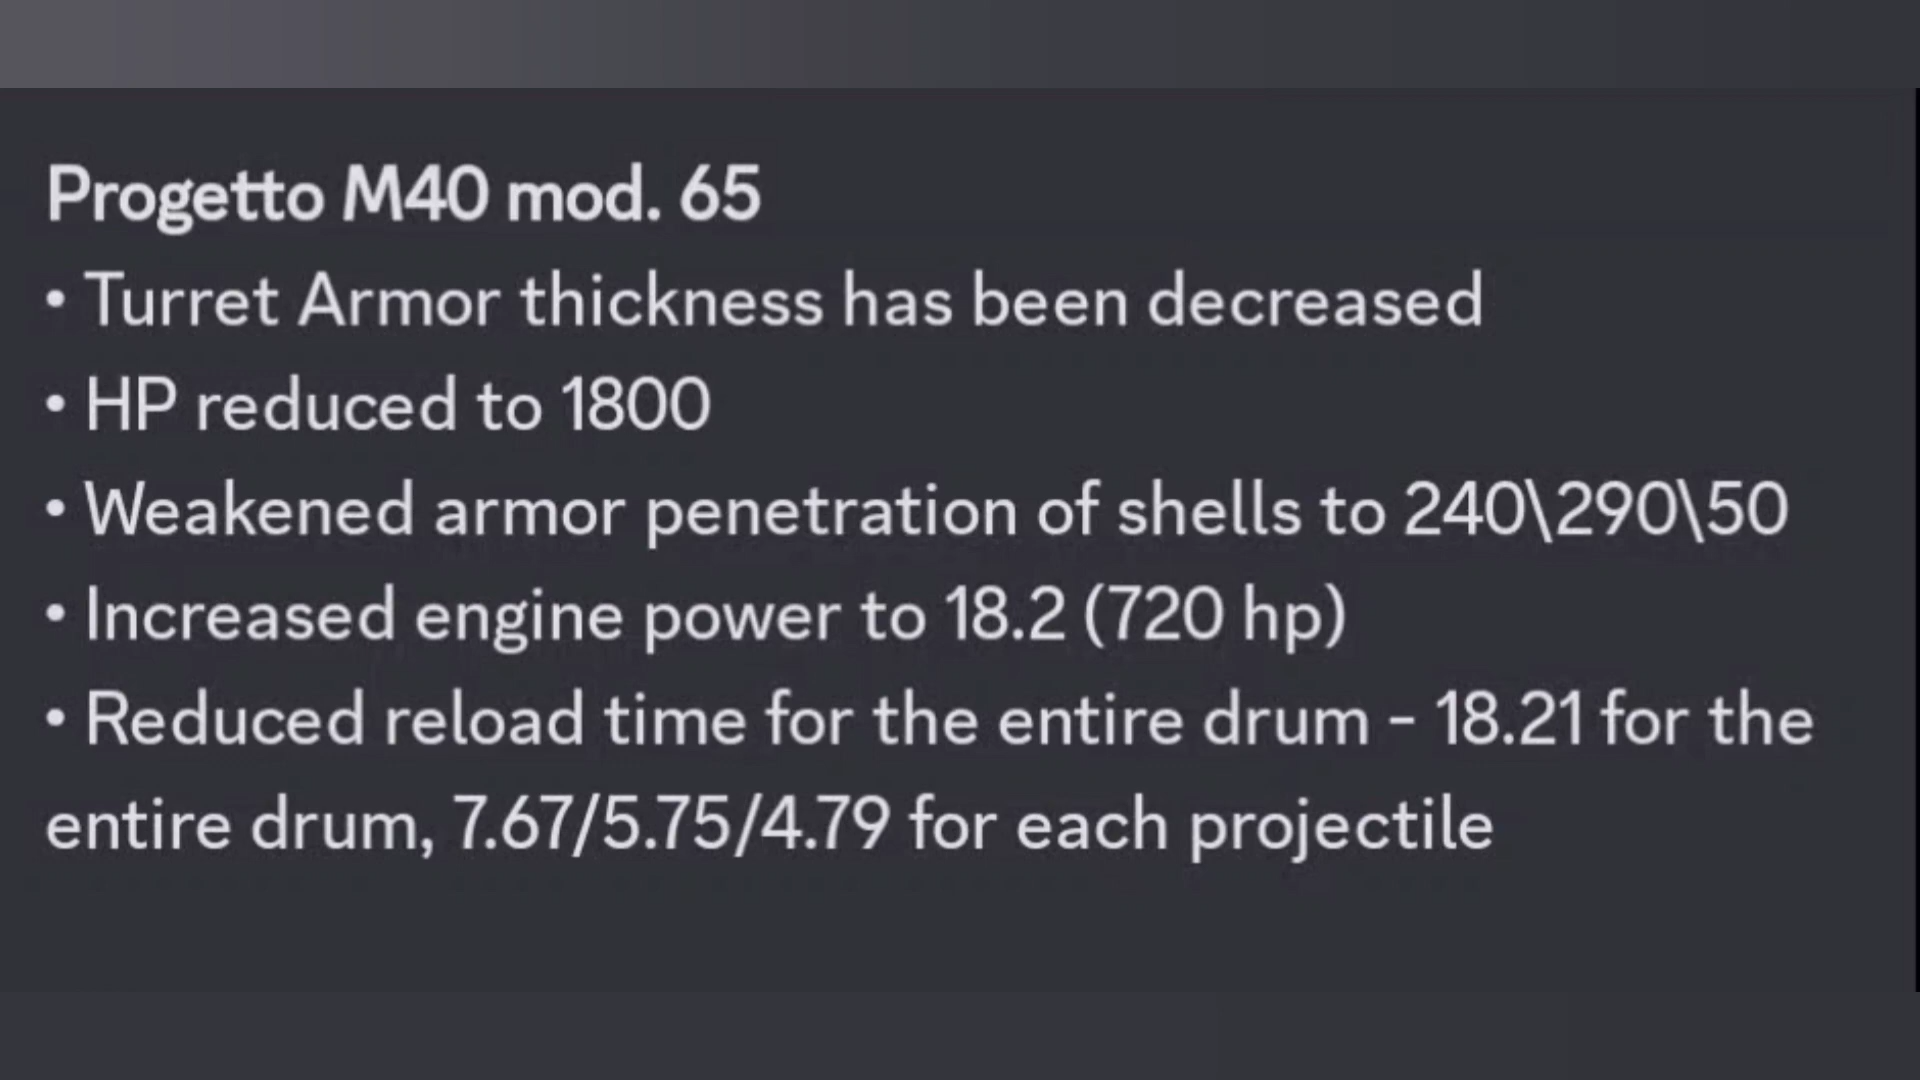 Progetto M40 mod. 65
• Turret Armor thickness has been decreased
• HP reduced to 1800
• Weakened armor penetration of shells to 240\290\50
• Increased engine power to 18.2 (720 hp)
• Reduced reload time for the entire drum - 18.21 for the
entire drum, 7.67/5.75/4.79 for each projectile